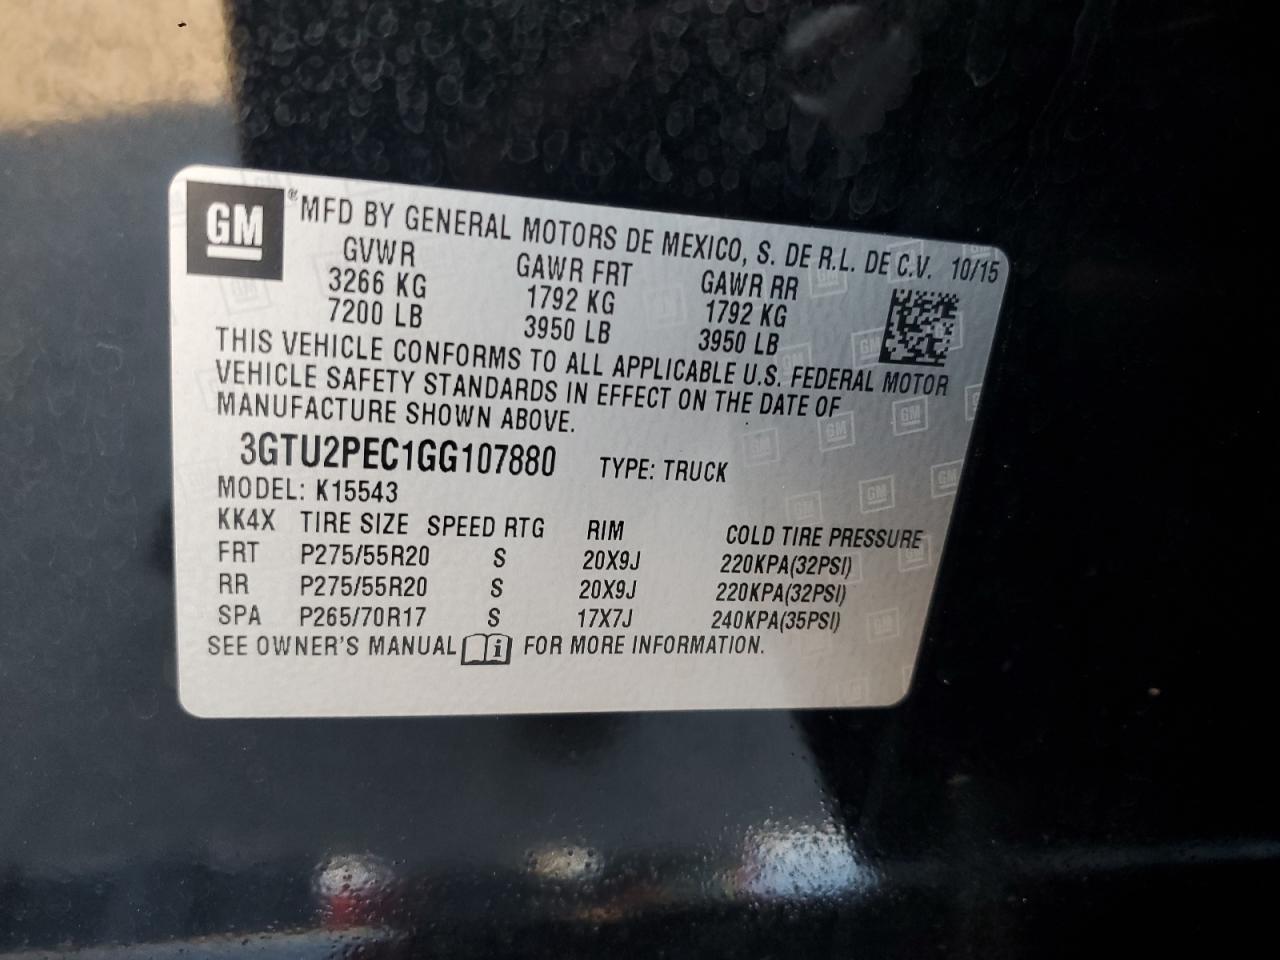 GM ® MFD BY GENERAL MOTORS DE MEXICO, S. DE R.L. DE C.V. 10/15
GVWR GAWR FRT GAWR RR
3266 KG 1792 KG 1792 KG
7200 LB 3950 LB 3950 LB
THIS VEHICLE CONFORMS TO ALL APPLICABLE U.S. FEDERAL MOTOR
VEHICLE SAFETY STANDARDS IN EFFECT ON THE DATE OF
MANUFACTURE SHOWN ABOVE.
3GTU2PEC1GG107880 TYPE: TRUCK
MODEL: K15543
KK4X TIRE SIZE SPEED RTG RIM COLD TIRE PRESSURE
FRT P275/55R20 S 20X9J 220KPA(32PSI)
RR P275/55R20 S 20X9J 220KPA(32PSI)
SPA P265/70R17 S 17X7J 240KPA(35PSI)
SEE OWNER'S MANUAL i FOR MORE INFORMATION.